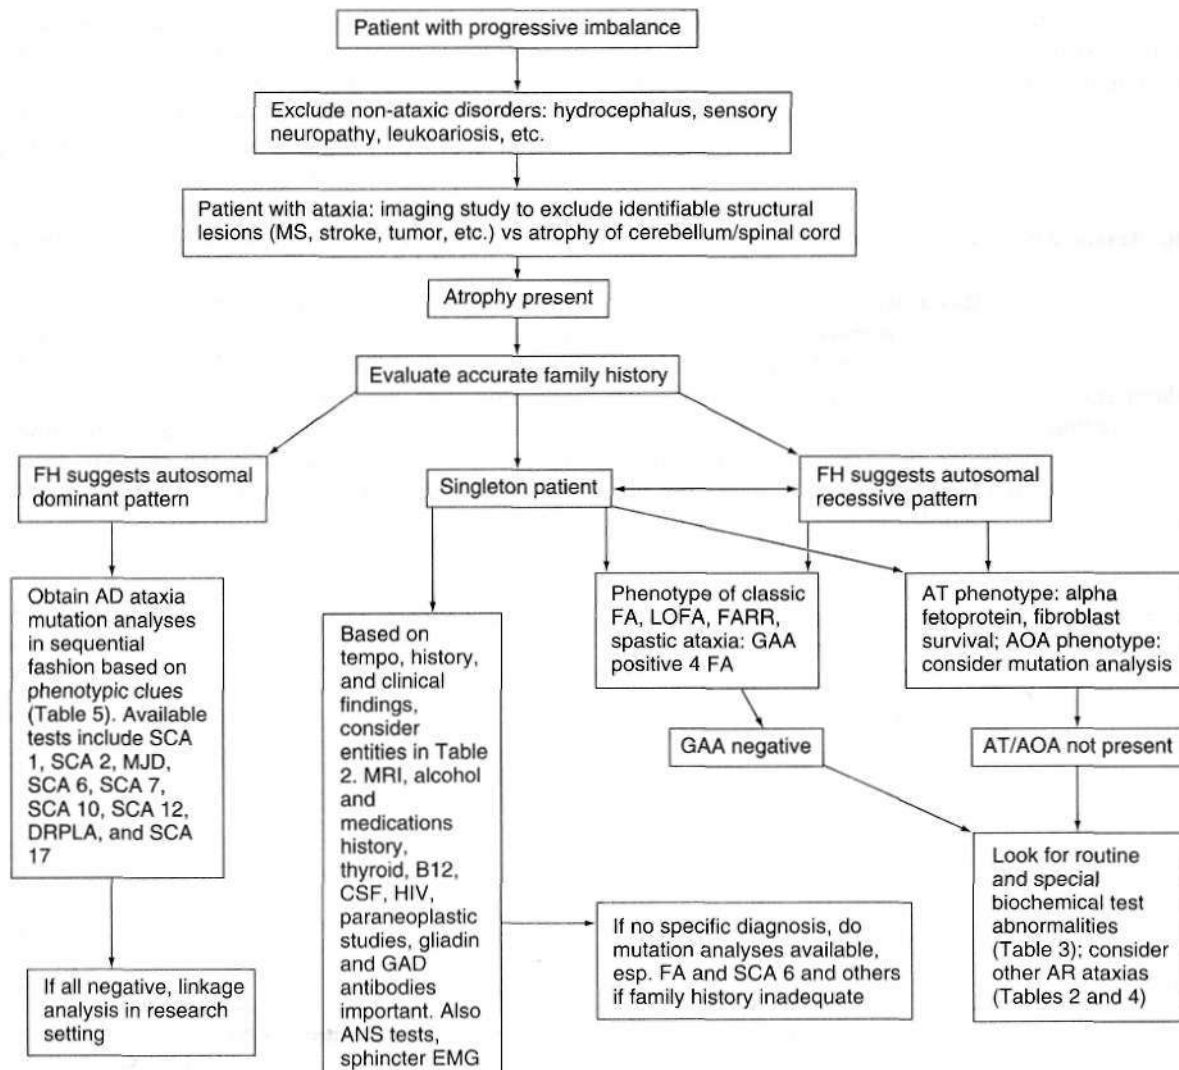 Patient with progressive imbalance
Exclude non-ataxic disorders: hydrocephalus, sensory
neuropathy, leukoariosis, etc.
Patient with ataxia: imaging study to exclude identifiable structural
lesions (MS, stroke, tumor, etc.) vs atrophy of cerebellum/spinal cord
Atrophy present
Evaluate accurate family history
FH suggests autosomal
dominant pattern
Singleton patient
FH suggests autosomal
recessive pattern
Obtain AD ataxia
mutation analyses
in sequential
fashion based on
phenotypic clues
(Table 5). Available
tests include SCA
1, SCA 2, MJD,
SCA 6, SCA 7,
SCA 10, SCA 12,
DRPLA, and SCA
17
If all negative, linkage
analysis in research
setting
Based on
tempo, history,
and clinical
findings,
consider
entities in Table
2. MRI, alcohol
and
medications
history,
thyroid, B12,
CSF, HIV,
paraneoplastic
studies, gliadin
and GAD
antibodies
important. Also
ANS tests,
sphincter EMG
Phenotype of classic
FA, LOFA, FARR,
spastic ataxia: GAA
positive 4 FA
GAA negative
AT phenotype: alpha
fetoprotein, fibroblast
survival; AOA phenotype:
consider mutation analysis
AT/AOA not present
If no specific diagnosis, do
mutation analyses available,
esp. FA and SCA 6 and others
if family history inadequate
Look for routine
and special
biochemical test
abnormalities
(Table 3); consider
other AR ataxias
(Tables 2 and 4)